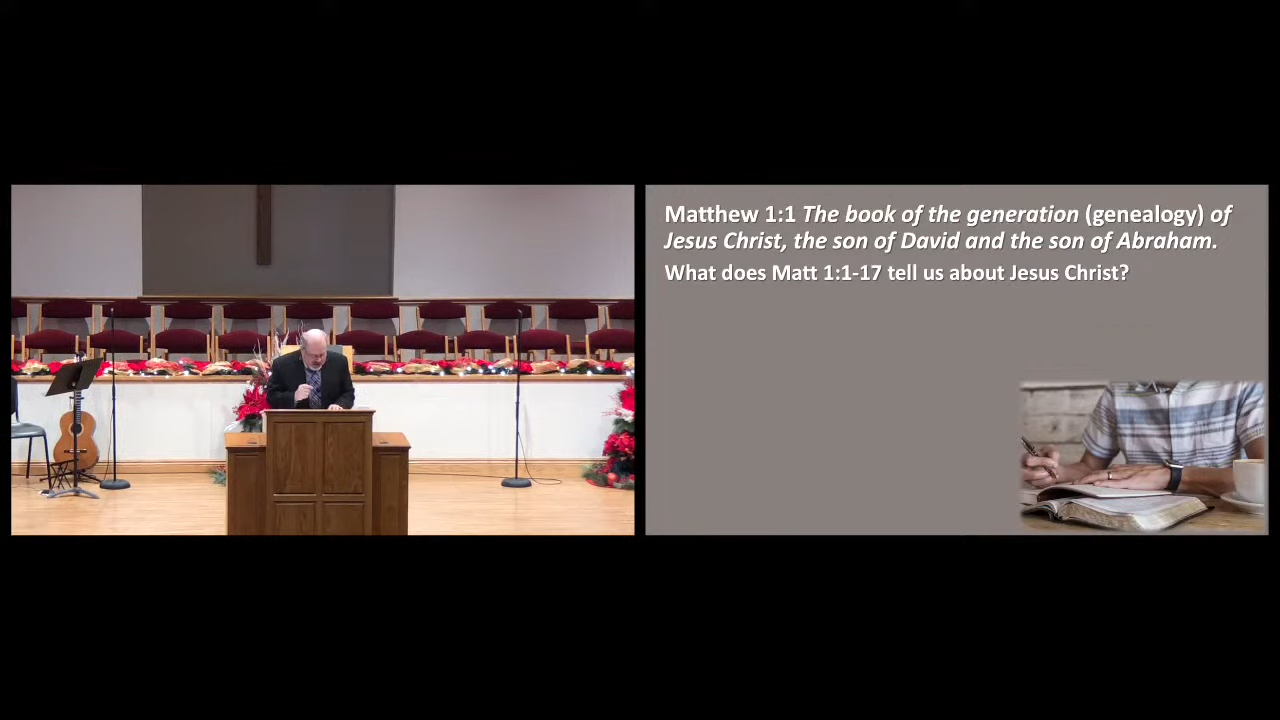 Matthew 1:1 The book of the generation (genealogy) of
Jesus Christ, the son of David and the son of Abraham.
What does Matt 1:1-17 tell us about Jesus Christ?